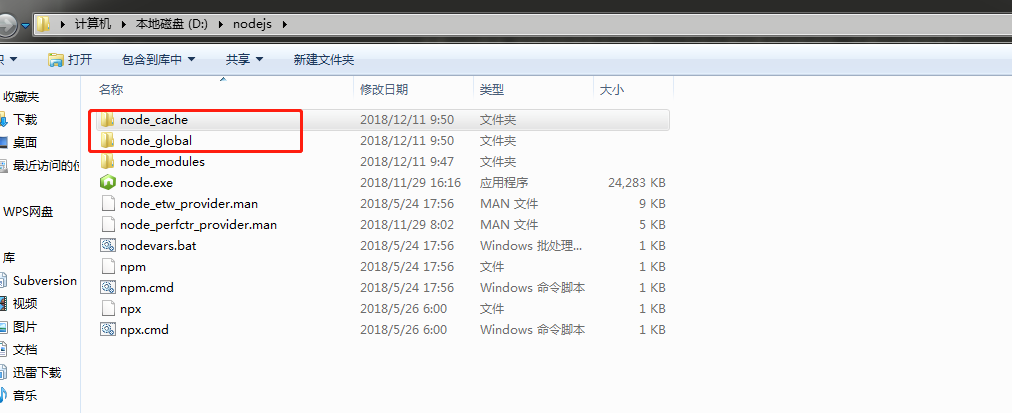 计算机 本地磁盘 (D:) nodejs
打开 包含到库中 共享 新建文件夹
收藏夹
下载
桌面
最近访问的位
WPS网盘
库
Subversion
视频
图片
文档
迅雷下载
音乐
名称 修改日期 类型 大小
node_cache 2018/12/11 9:50 文件夹
node_global 2018/12/11 9:50 文件夹
node_modules 2018/12/11 9:47 文件夹
node.exe 2018/11/29 16:16 应用程序 24,283 KB
node_etw_provider.man 2018/5/24 17:56 MAN 文件 9 KB
node_perfctr_provider.man 2018/11/29 8:02 MAN 文件 5 KB
nodevars.bat 2018/5/24 17:56 Windows 批处理... 1 KB
npm 2018/5/24 17:56 文件 1 KB
npm.cmd 2018/5/24 17:56 Windows 命令脚本 1 KB
npx 2018/5/26 6:00 文件 1 KB
npx.cmd 2018/5/26 6:00 Windows 命令脚本 1 KB